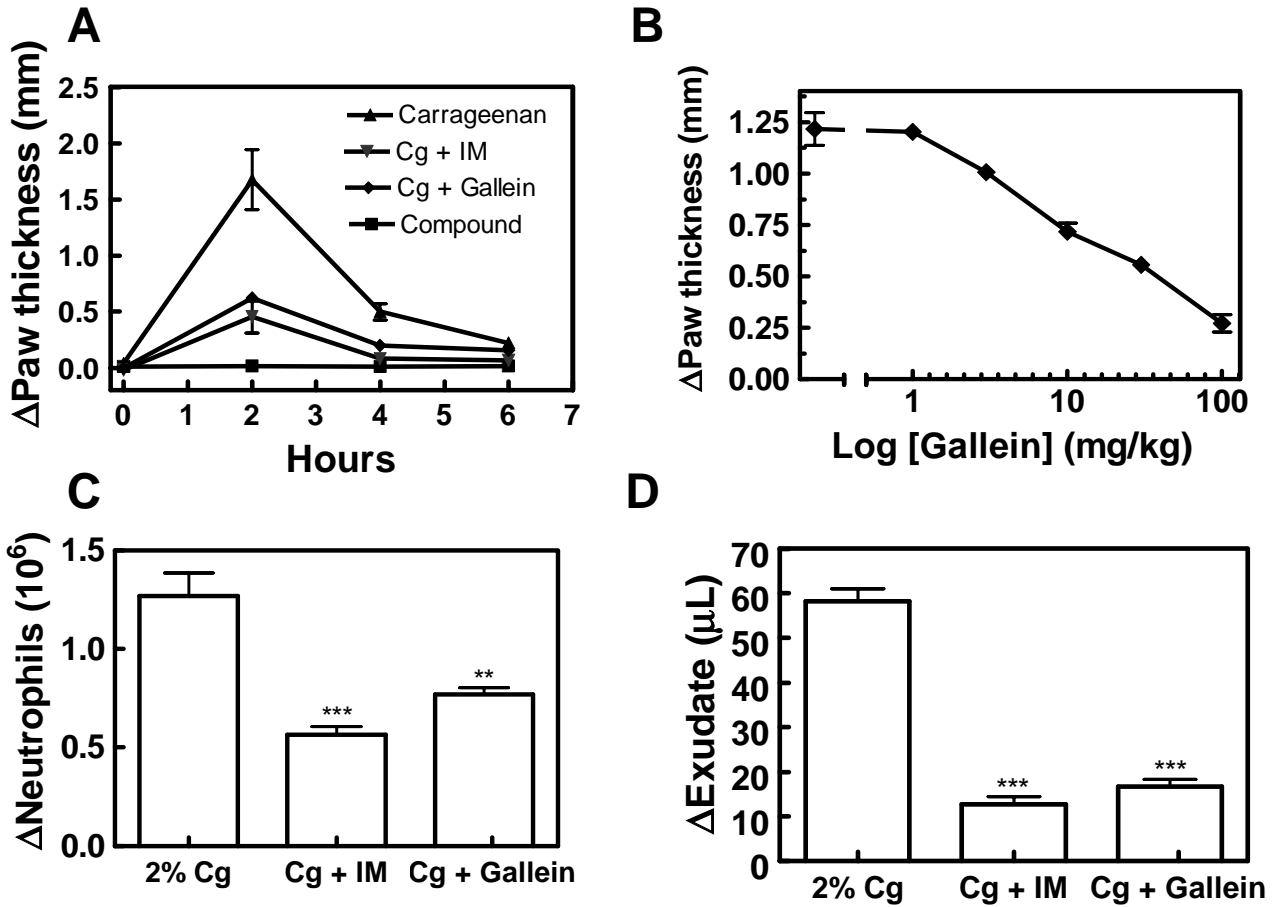 A
ΔPaw thickness (mm)
2.5
2.0
1.5
1.0
0.5
0.0
Carrageenan
Cg + IM
Cg + Gallein
Compound
0 1 2 3 4 5 6 7
Hours
B
ΔPaw thickness (mm)
1.25
1.00
0.75
0.50
0.25
0.00
1 10 100
Log [Gallein] (mg/kg)
C
ΔNeutrophils (10⁶)
1.5
1.0
0.5
0.0
***
**
2% Cg Cg + IM Cg + Gallein
D
ΔExudate (μL)
70
60
50
40
30
20
10
0
***
***
2% Cg Cg + IM Cg + Gallein